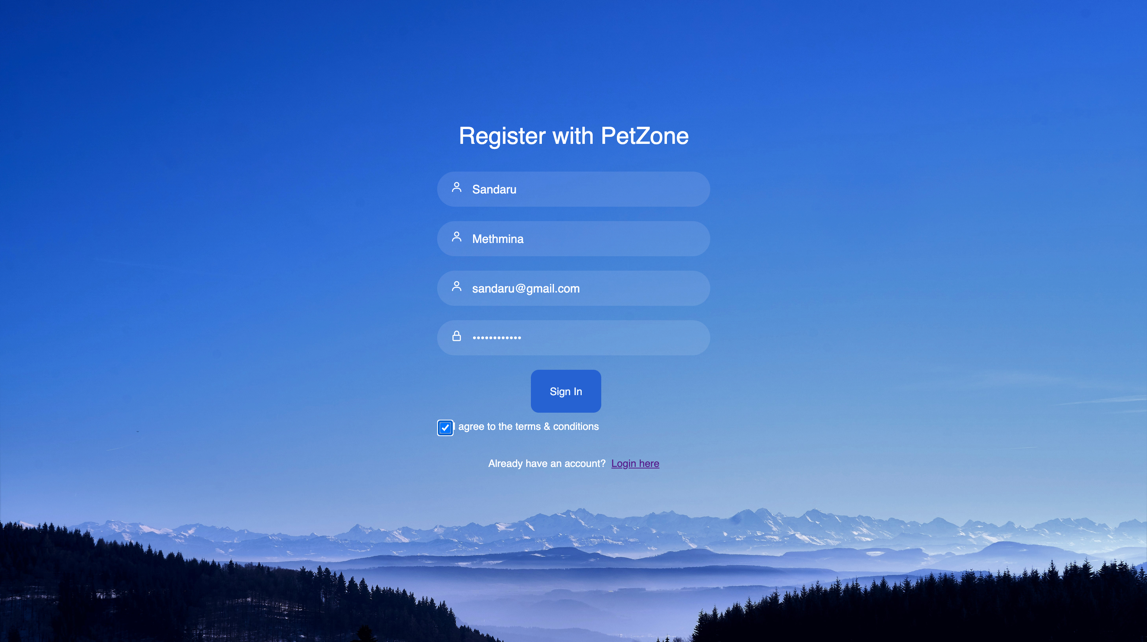 Register with PetZone
Sandaru
Methmina
sandaru@gmail.com
••••••••••••
Sign In
I agree to the terms & conditions
Already have an account? Login here